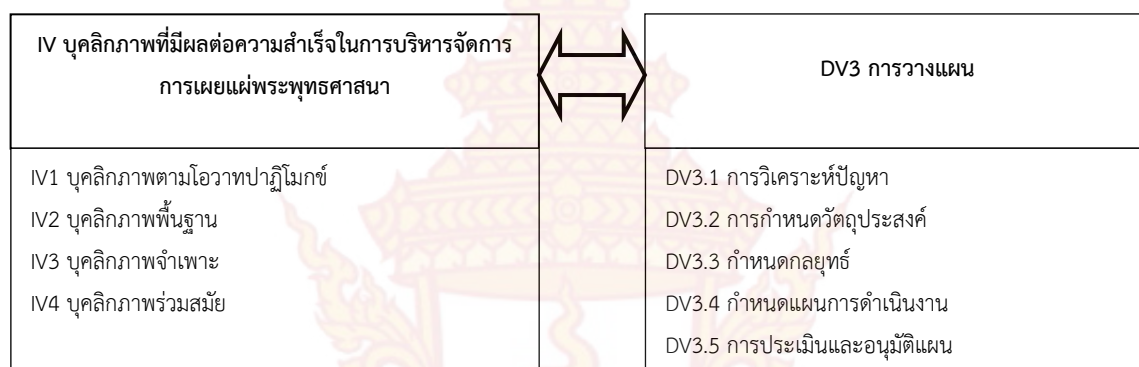 IV บุคลิกภาพที่มีผลต่อความสำเร็จในการบริหารจัดการ
การเผยแผ่พระพุทธศาสนา
DV3 การวางแผน
IV1 บุคลิกภาพตามโอวาทปาฏิโมกข์
IV2 บุคลิกภาพพื้นฐาน
IV3 บุคลิกภาพจำเพาะ
IV4 บุคลิกภาพร่วมสมัย
DV3.1 การวิเคราะห์ปัญหา
DV3.2 การกำหนดวัตถุประสงค์
DV3.3 กำหนดกลยุทธ์
DV3.4 กำหนดแผนการดำเนินงาน
DV3.5 การประเมินและอนุมัติแผน